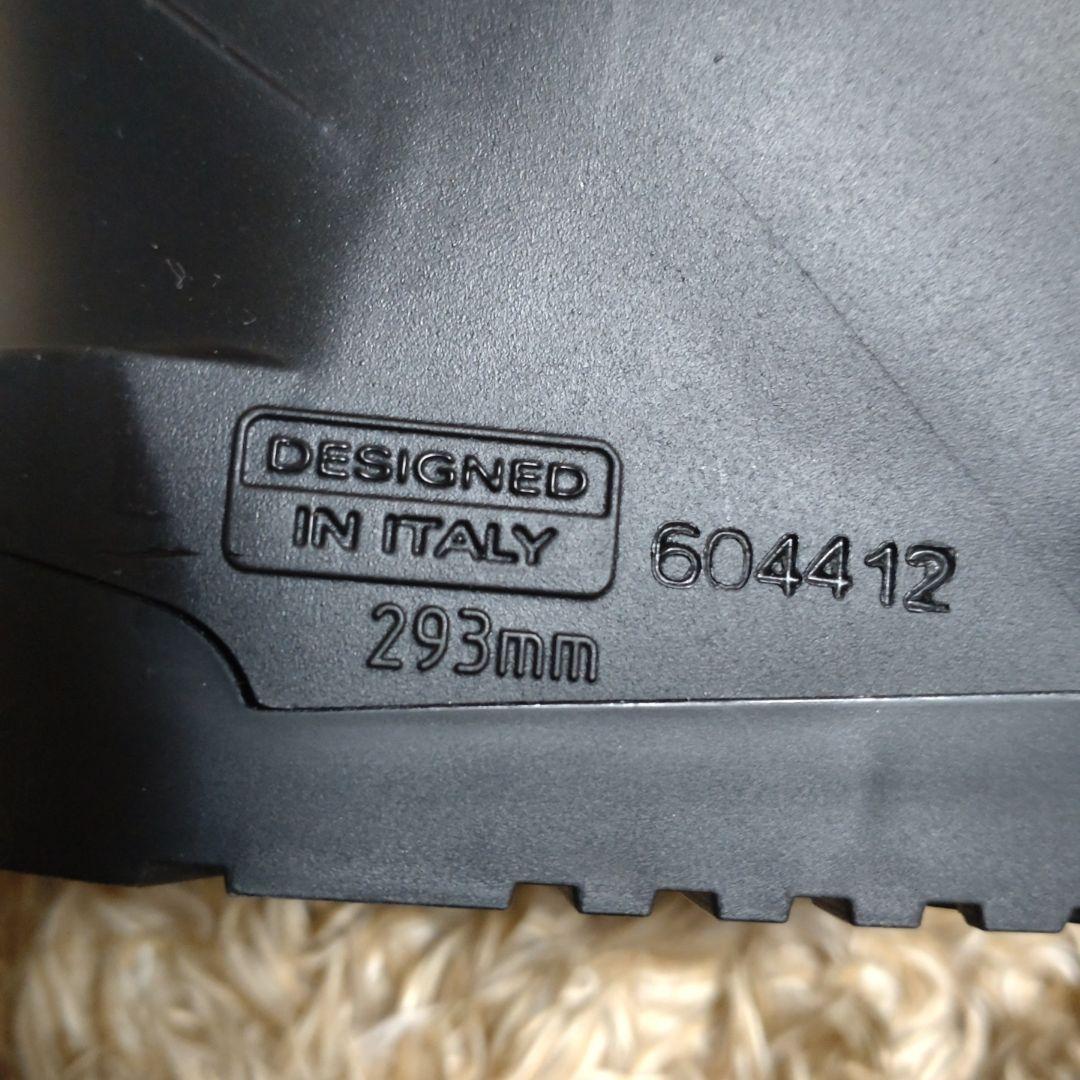 DESIGNED
IN ITALY
604412
293mm